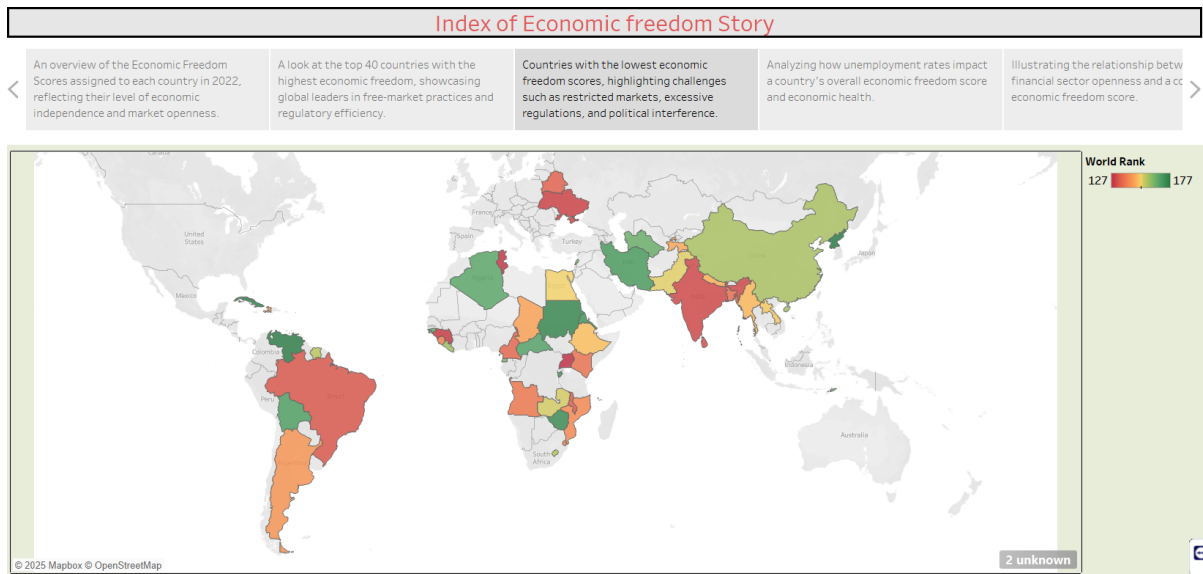 Index of Economic freedom Story
An overview of the Economic Freedom
Scores assigned to each country in 2022,
reflecting their level of economic
independence and market openness.
A look at the top 40 countries with the
highest economic freedom, showcasing
global leaders in free-market practices and
regulatory efficiency.
Countries with the lowest economic
freedom scores, highlighting challenges
such as restricted markets, excessive
regulations, and political interference.
Analyzing how unemployment rates impact
a country's overall economic freedom score
and economic health.
Illustrating the relationship betw
financial sector openness and a co
economic freedom score.
World Rank
127
177
Canada
United
States
Mexico
Colombia
Peru
Brazil
France
Spain
Turkey
Algeria
South
Africa
Japan
Indonesia
Australia
2 unknown
© 2025 Mapbox © OpenStreetMap